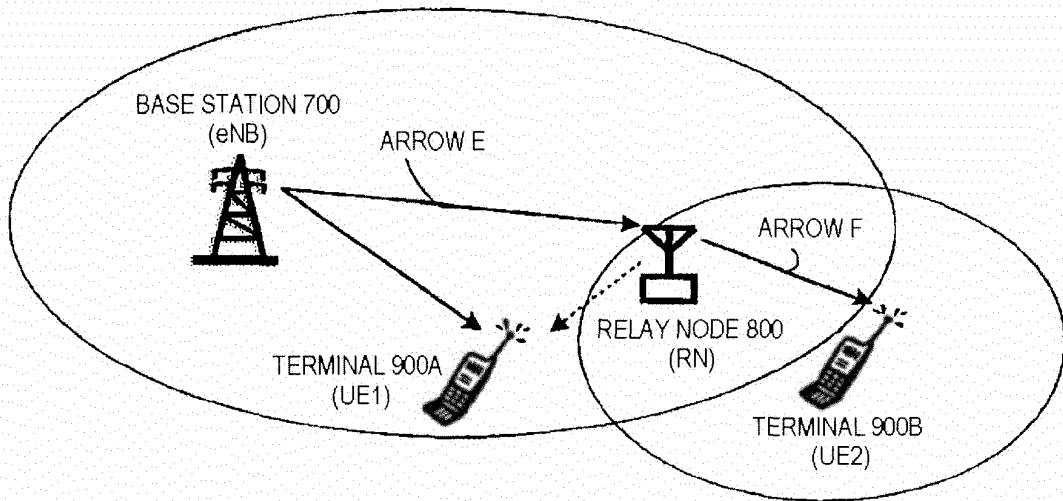 BASE STATION 700
(eNB)
ARROW E
ARROW F
RELAY NODE 800
(RN)
TERMINAL 900A
(UE1)
TERMINAL 900B
(UE2)